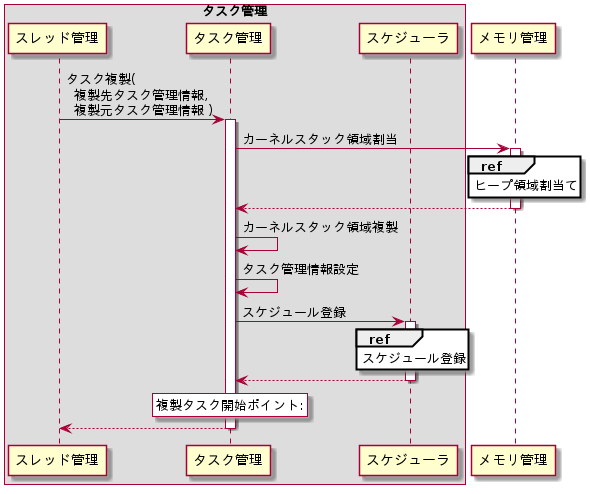 タスク管理
スレッド管理
タスク管理
スケジューラ
メモリ管理
タスク複製(
複製先タスク管理情報,
複製元タスク管理情報 )
カーネルスタック領域割当
ref
ヒープ領域割当て
カーネルスタック領域複製
タスク管理情報設定
スケジュール登録
ref
スケジュール登録
複製タスク開始ポイント:
スレッド管理
タスク管理
スケジューラ
メモリ管理